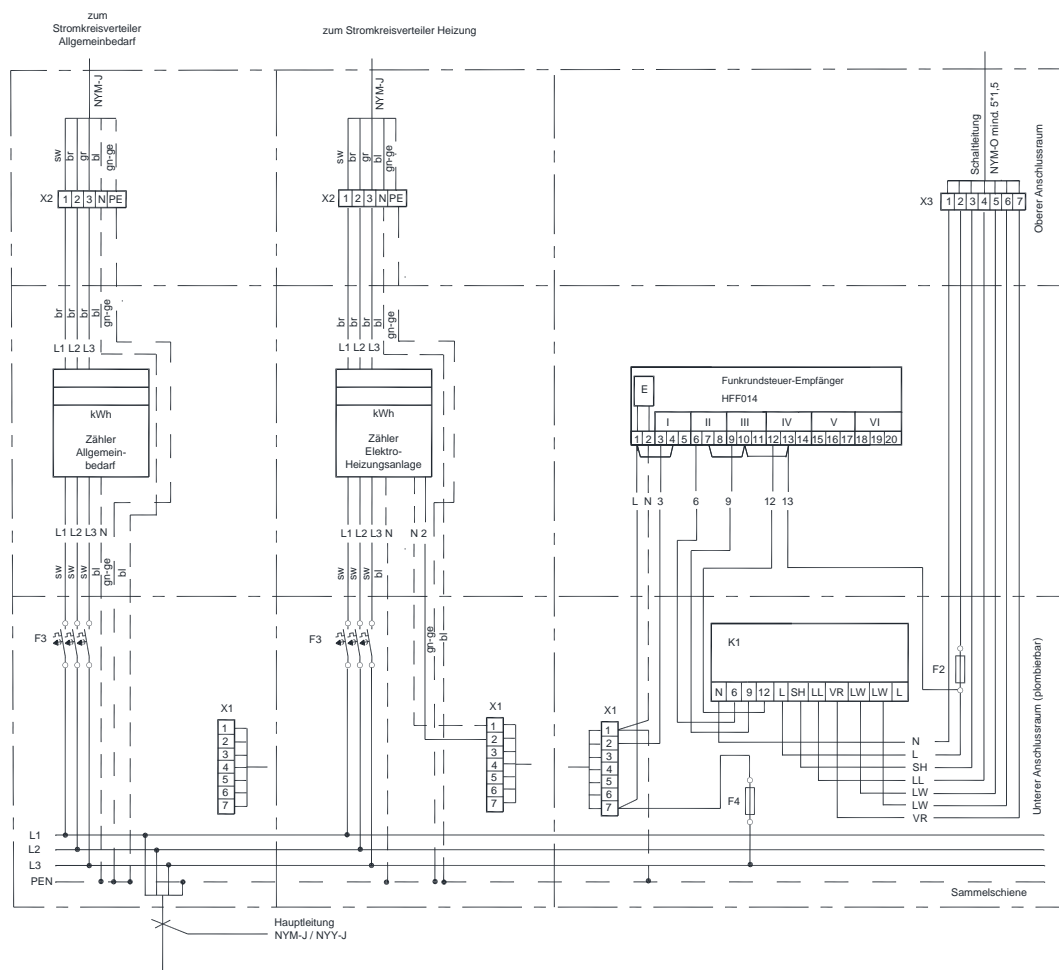 zum
Stromkreisverteiler
Allgemeinbedarf
zum Stromkreisverteiler Heizung
NYM-J
NYM-J
Schaltleitung
NYM-O mind. 5*1,5
Oberer Anschlussraum
sw br gr bl gn-ge
sw br gr bl gn-ge
X2 1 2 3 N PE
X2 1 2 3 N PE
X3 1 2 3 4 5 6 7
br br br bl gn-ge
br br br bl gn-ge
L1 L2 L3
L1 L2 L3
kWh
Zähler
Allgemein-
bedarf
kWh
Zähler
Elektro-
Heizungsanlage
E
Funkrundsteuer-Empfänger
HFF014
I II III IV V VI
1 2 3 4 5 6 7 8 9 10 11 12 13 14 15 16 17 18 19 20
L N 3 6 9 12 13
L1 L2 L3 N
L1 L2 L3 N N 2
sw sw sw bl gn-ge bl
sw sw sw bl
gn-ge bl
F3
F3
K1
F2
N 6 9 12 L SH LL VR LW LW L
Unterer Anschlussraum (plombierbar)
X1
1
2
3
4
5
6
7
X1
1
2
3
4
5
6
7
X1
1
2
3
4
5
6
7
F4
N
L
SH
LL
LW
LW
VR
L1
L2
L3
PEN
Sammelschiene
Hauptleitung
NYM-J / NYY-J